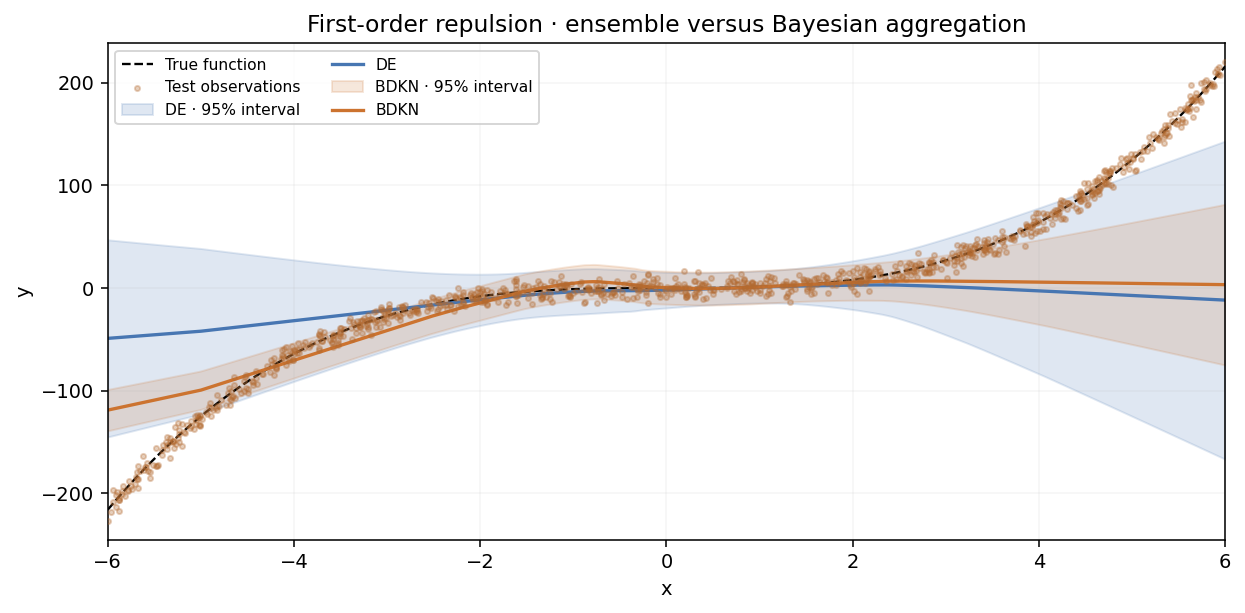 First-order repulsion · ensemble versus Bayesian aggregation
True function
Test observations
DE · 95% interval
DE
BDKN · 95% interval
BDKN
y
200
100
0
−100
−200
−6
−4
−2
0
2
4
6
x